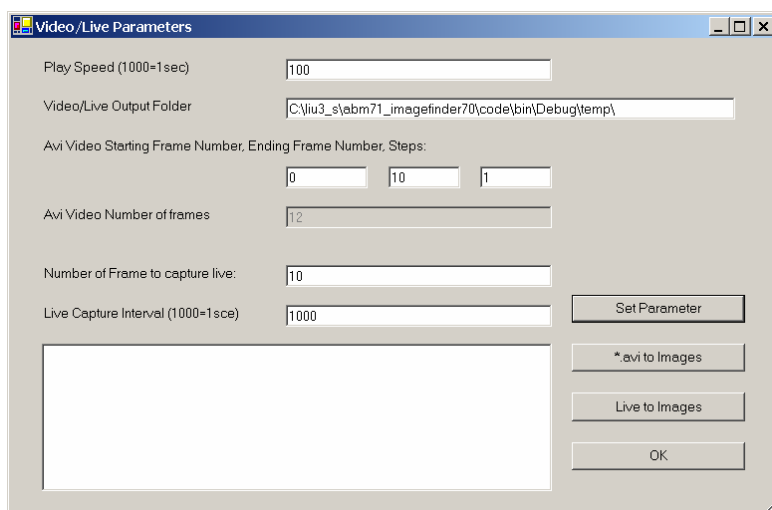 Video/Live Parameters
Play Speed (1000=1sec)
100
Video/Live Output Folder
C:\liu3_s\abm71_imagefinder70\code\bin\Debug\temp\
Avi Video Starting Frame Number, Ending Frame Number, Steps:
0 10 1
Avi Video Number of frames
12
Number of Frame to capture live:
10
Live Capture Interval (1000=1sce)
1000
Set Parameter
*.avi to Images
Live to Images
OK